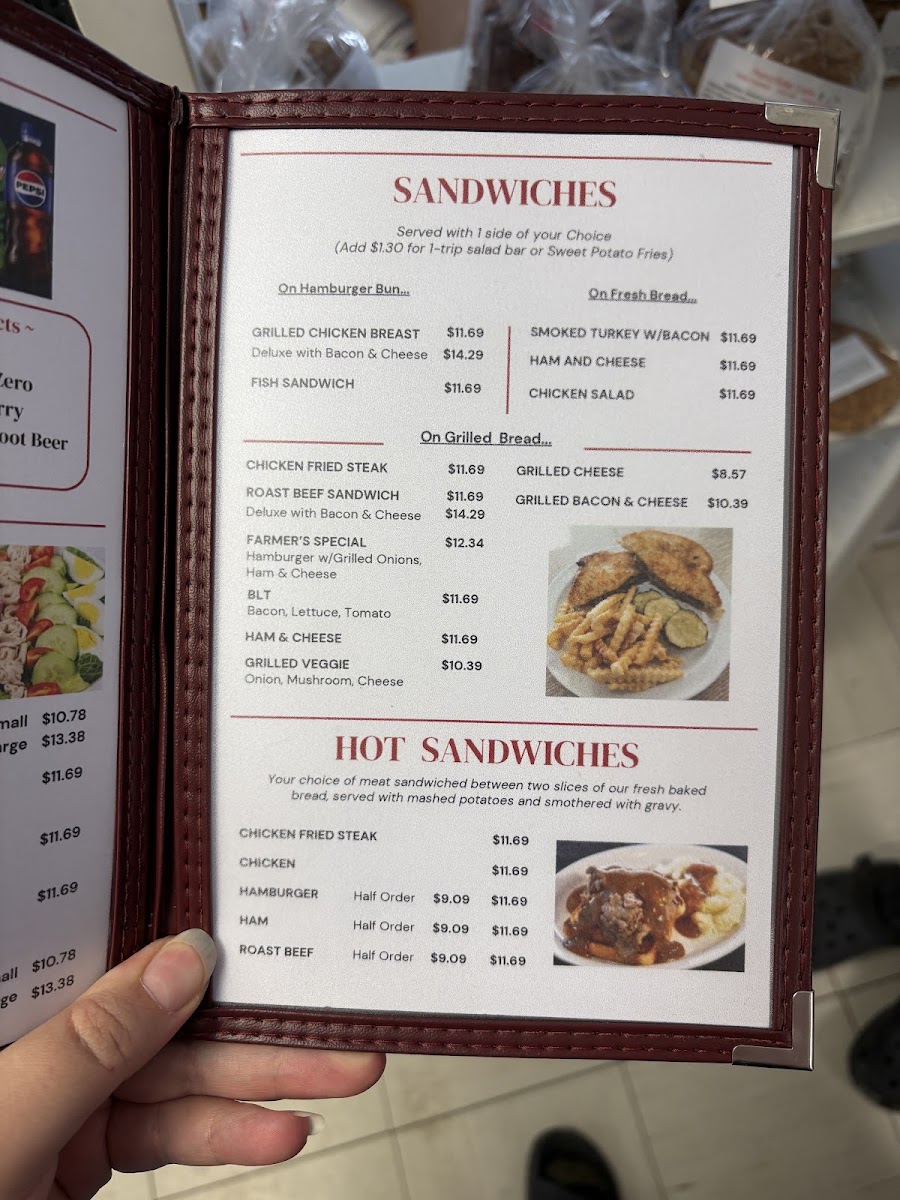 PEPSI
Zero
oot Beer
$10.78
$13.38
$11.69
$11.69
$11.69
$10.78
$13.38
SANDWICHES
Served with 1 side of your Choice
(Add $1.30 for 1-trip salad bar or Sweet Potato Fries)
On Hamburger Bun...
GRILLED CHICKEN BREAST $11.69
Deluxe with Bacon & Cheese $14.29
FISH SANDWICH $11.69
On Fresh Bread...
SMOKED TURKEY W/BACON $11.69
HAM AND CHEESE $11.69
CHICKEN SALAD $11.69
On Grilled Bread...
CHICKEN FRIED STEAK $11.69
ROAST BEEF SANDWICH $11.69
Deluxe with Bacon & Cheese $14.29
FARMER'S SPECIAL $12.34
Hamburger w/Grilled Onions,
Ham & Cheese
BLT $11.69
Bacon, Lettuce, Tomato
HAM & CHEESE $11.69
GRILLED VEGGIE $10.39
Onion, Mushroom, Cheese
GRILLED CHEESE $8.57
GRILLED BACON & CHEESE $10.39
HOT SANDWICHES
Your choice of meat sandwiched between two slices of our fresh baked
bread, served with mashed potatoes and smothered with gravy.
CHICKEN FRIED STEAK $11.69
CHICKEN $11.69
HAMBURGER Half Order $9.09 $11.69
HAM Half Order $9.09 $11.69
ROAST BEEF Half Order $9.09 $11.69